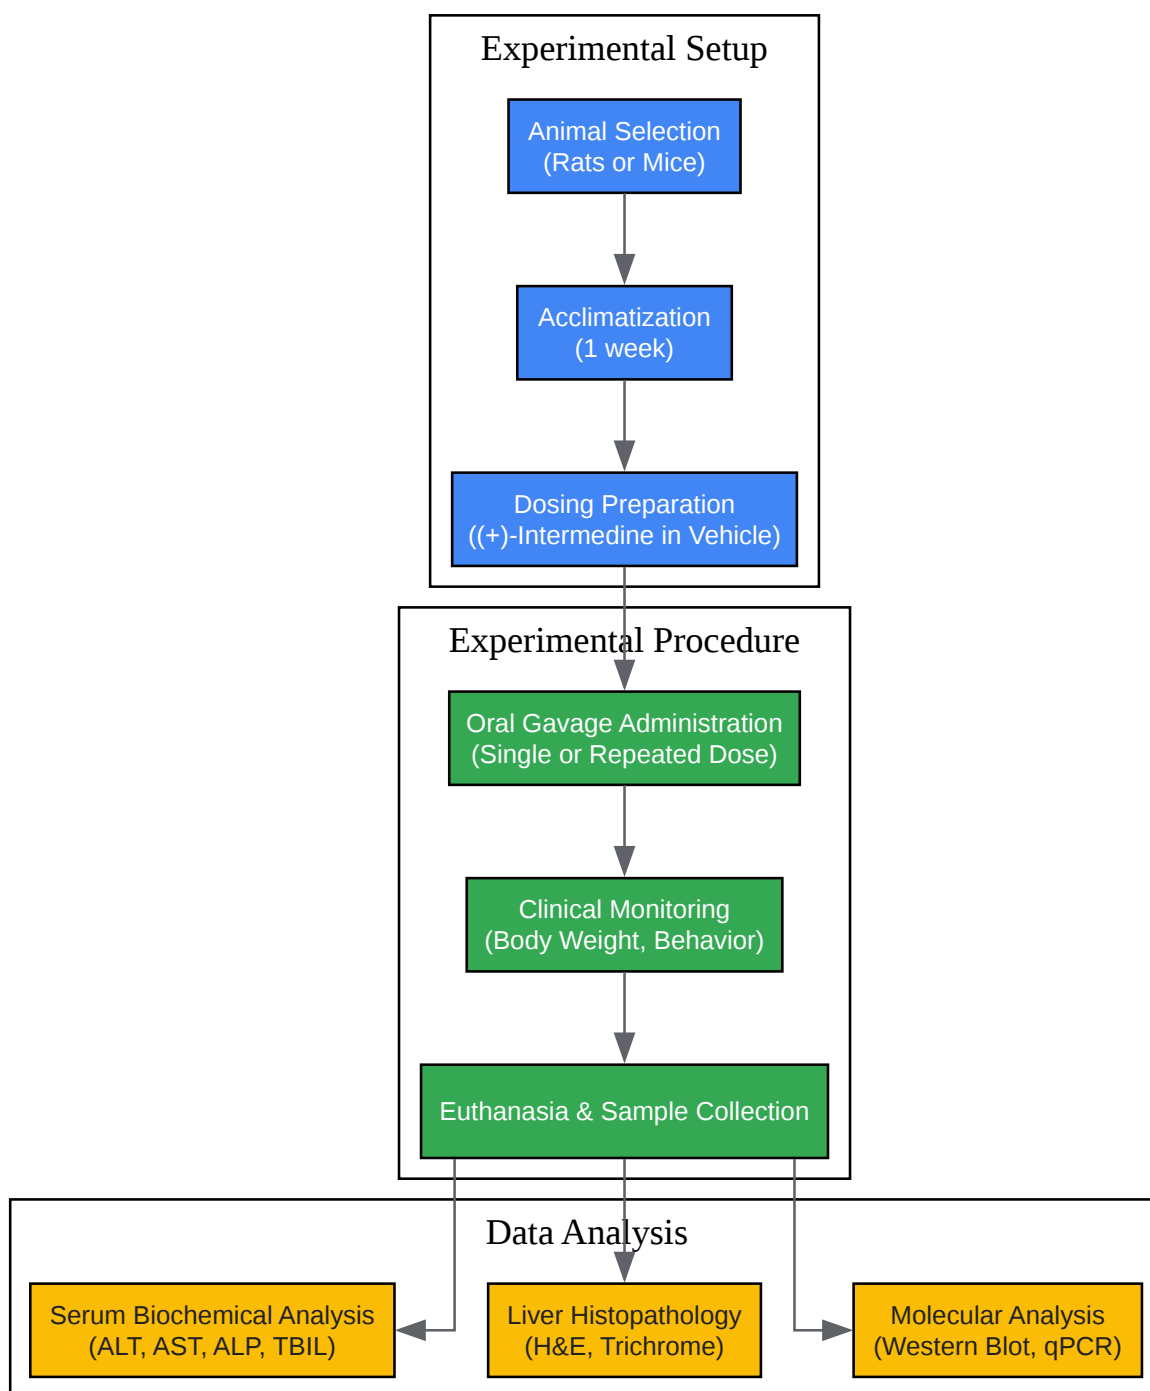 Experimental Setup
Animal Selection
(Rats or Mice)
Acclimatization
(1 week)
Dosing Preparation
((+)-Intermedine in Vehicle)
Experimental Procedure
Oral Gavage Administration
(Single or Repeated Dose)
Clinical Monitoring
(Body Weight, Behavior)
Euthanasia & Sample Collection
Data Analysis
Serum Biochemical Analysis
(ALT, AST, ALP, TBIL)
Liver Histopathology
(H&E, Trichrome)
Molecular Analysis
(Western Blot, qPCR)